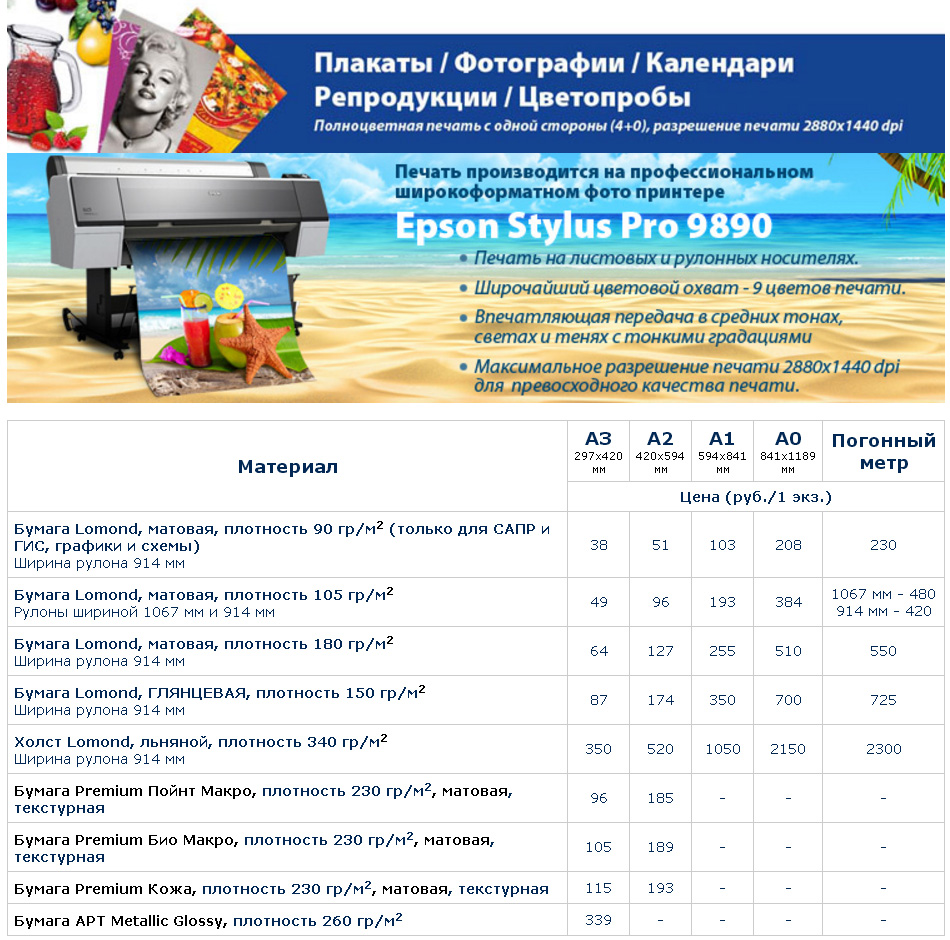 Плакаты / Фотографии / Календари
Репродукции / Цветопробы
Полноцветная печать с одной стороны (4+0), разрешение печати 2880x1440 dpi
Печать производится на профессиональном
широкоформатном фото принтере
Epson Stylus Pro 9890
• Печать на листовых и рулонных носителях.
• Широчайший цветовой охват - 9 цветов печати.
• Впечатляющая передача в средних тонах,
светах и тенях с тонкими градациями
• Максимальное разрешение печати 2880x1440 dpi
для превосходного качества печати.
Материал
А3 А2 А1 А0 Погонный
297x420 420x594 594x841 841x1189 метр
мм мм мм мм
Цена (руб./1 экз.)
Бумага Lomond, матовая, плотность 90 гр/м² (только для САПР и
ГИС, графики и схемы)
Ширина рулона 914 мм
38 51 103 208 230
Бумага Lomond, матовая, плотность 105 гр/м²
Рулоны шириной 1067 мм и 914 мм
49 96 193 384 1067 мм – 480
914 мм – 420
Бумага Lomond, матовая, плотность 180 гр/м²
Ширина рулона 914 мм
64 127 255 510 550
Бумага Lomond, ГЛЯНЦЕВАЯ, плотность 150 гр/м²
Ширина рулона 914 мм
87 174 350 700 725
Холст Lomond, льняной, плотность 340 гр/м²
Ширина рулона 914 мм
350 520 1050 2150 2300
Бумага Premium Пойнт Макро, плотность 230 гр/м², матовая,
текстурная
96 185 - - -
Бумага Premium Био Макро, плотность 230 гр/м², матовая,
текстурная
105 189 - - -
Бумага Premium Кожа, плотность 230 гр/м², матовая, текстурная
115 193 - - -
Бумага АРТ Metallic Glossy, плотность 260 гр/м²
339 - - - -